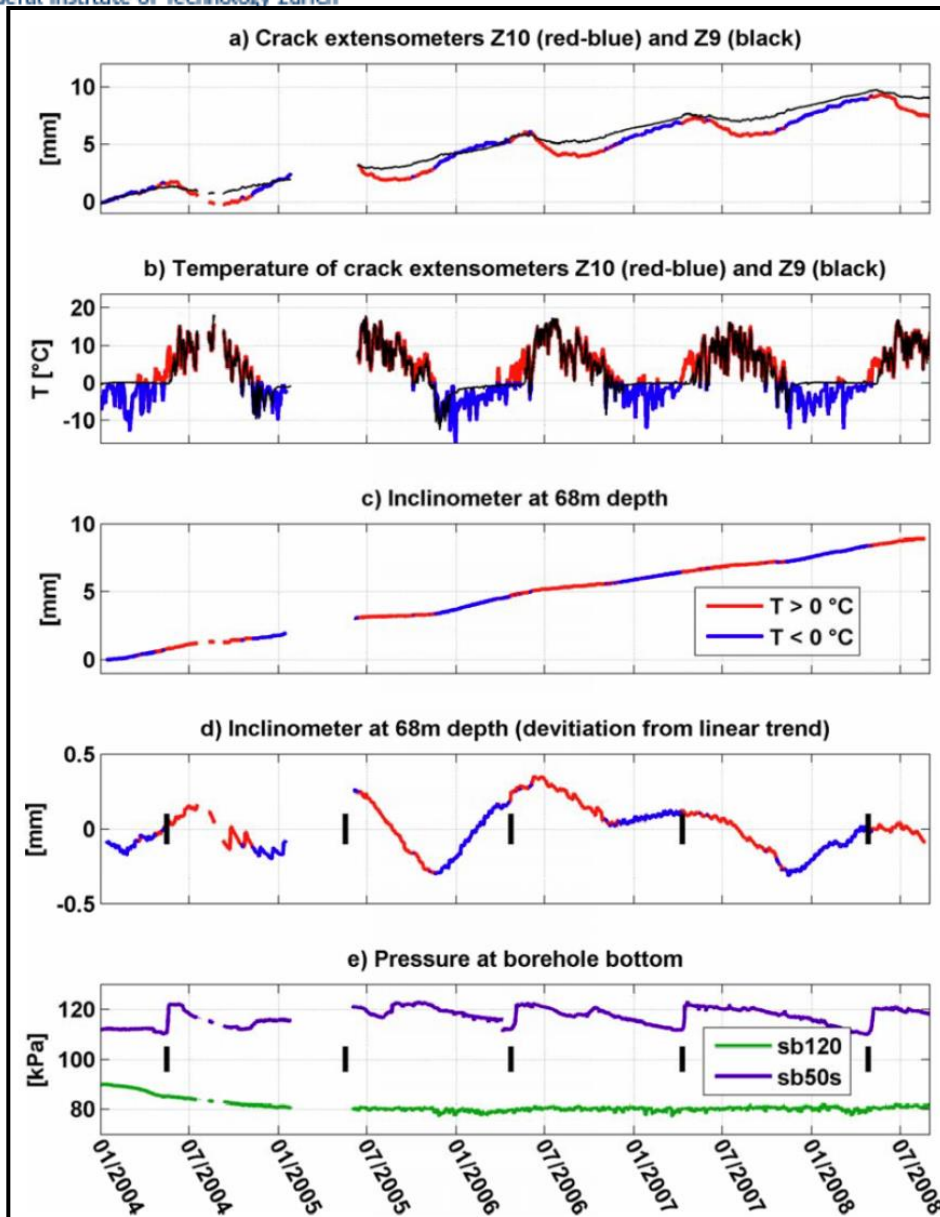 a) Crack extensometers Z10 (red-blue) and Z9 (black)
10
5
0
[mm]
b) Temperature of crack extensometers Z10 (red-blue) and Z9 (black)
20
10
0
-10
T [°C]
c) Inclinometer at 68m depth
10
5
0
[mm]
T > 0 °C
T < 0 °C
d) Inclinometer at 68m depth (devitiation from linear trend)
0.5
0
-0.5
[mm]
e) Pressure at borehole bottom
120
100
80
[kPa]
sb120
sb50s
01/2004
07/2004
01/2005
07/2005
01/2006
07/2006
01/2007
07/2007
01/2008
07/2008